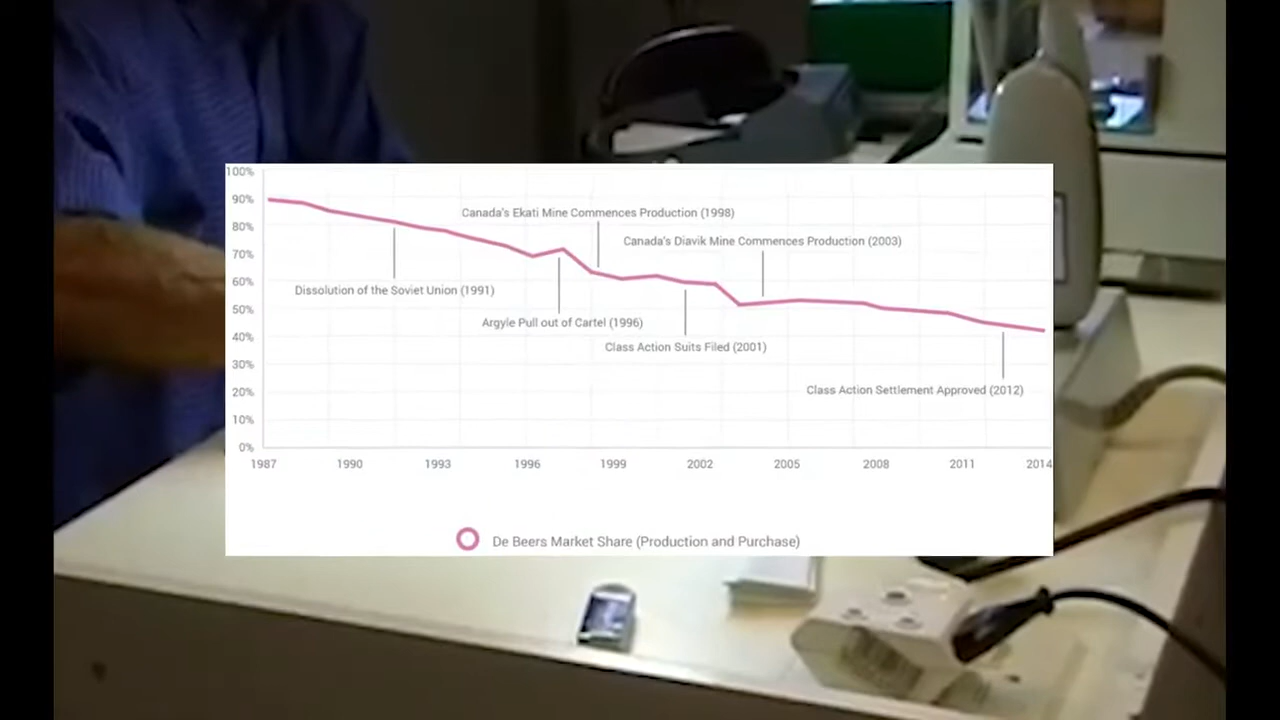 100%
90%
80%
70%
60%
50%
40%
30%
20%
10%
0%
Canada's Ekati Mine Commences Production (1998)
Canada's Diavik Mine Commences Production (2003)
Dissolution of the Soviet Union (1991)
Argyle Pull out of Cartel (1996)
Class Action Suits Filed (2001)
Class Action Settlement Approved (2012)
1987 1990 1993 1996 1999 2002 2005 2008 2011 2014
De Beers Market Share (Production and Purchase)